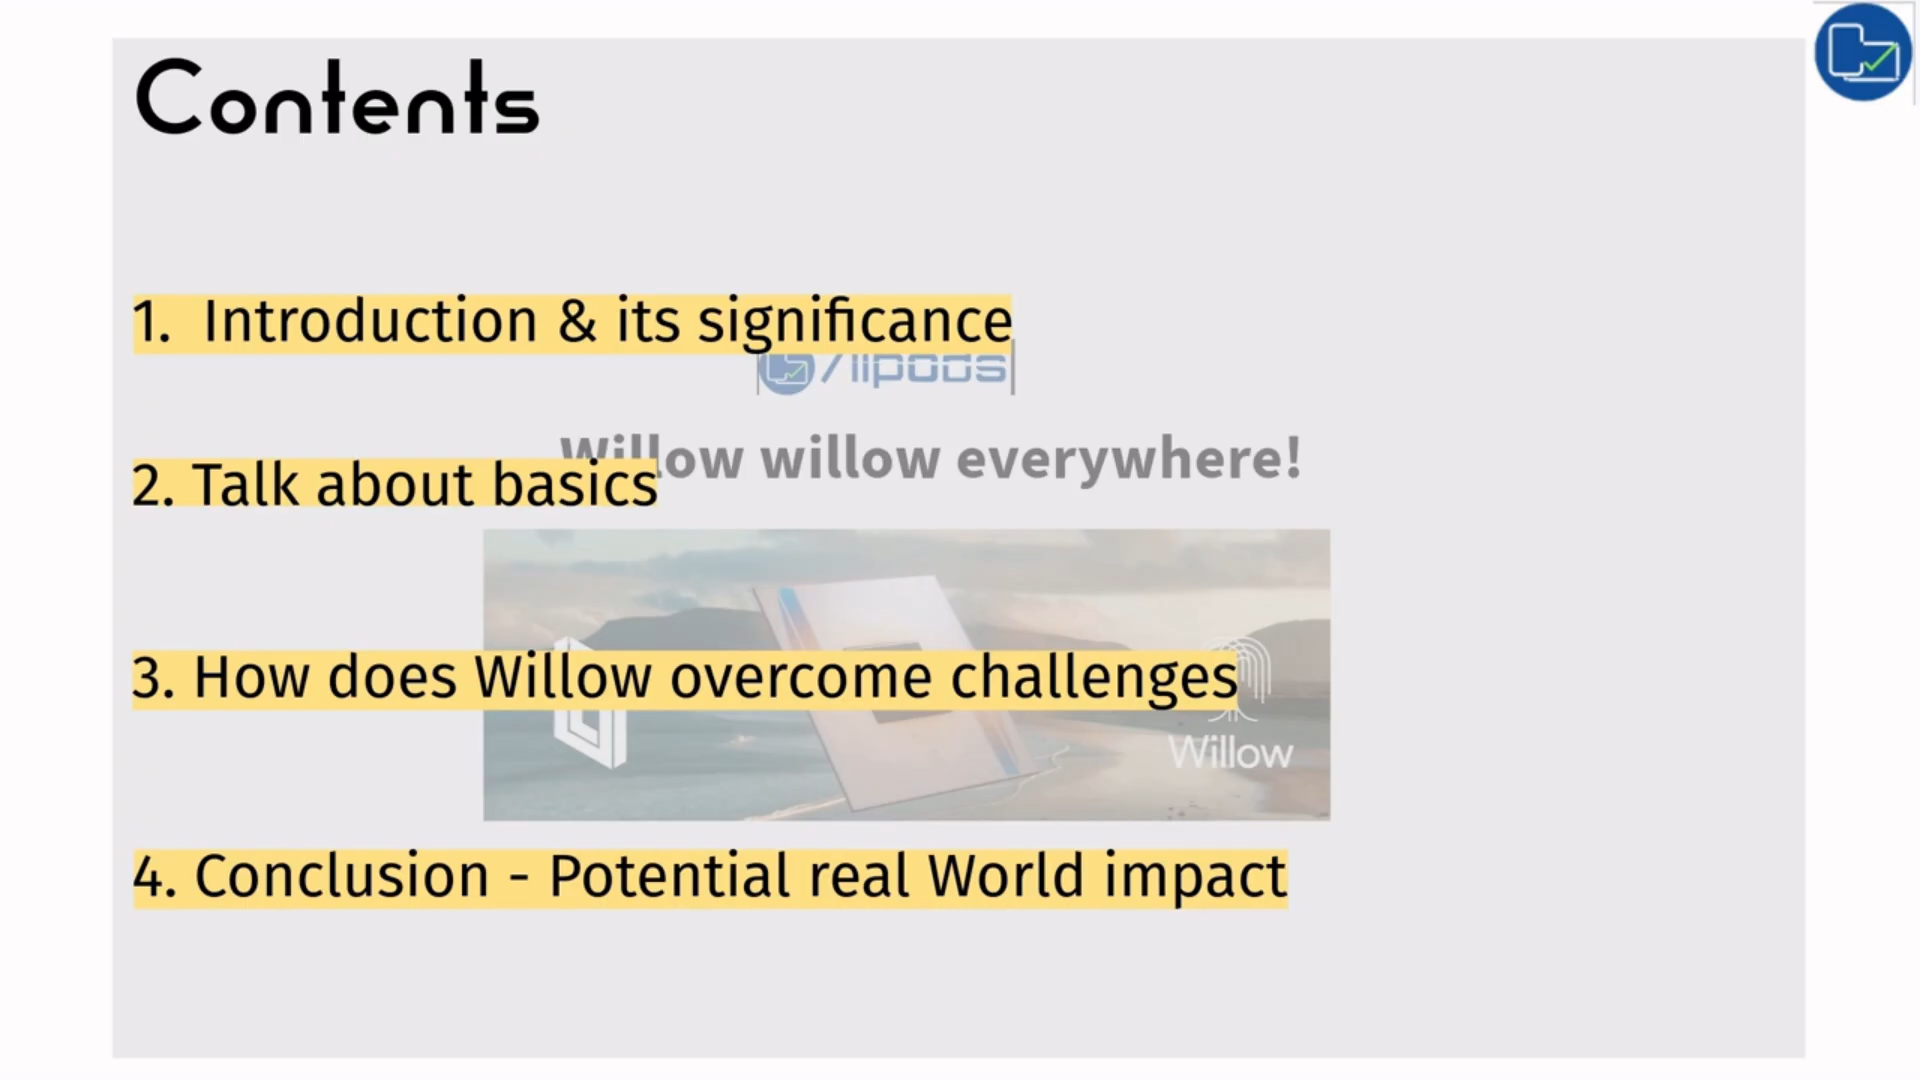 Contents
1. Introduction & its significance
Willow willow everywhere!
2. Talk about basics
3. How does Willow overcome challenges
Willow
4. Conclusion - Potential real World impact